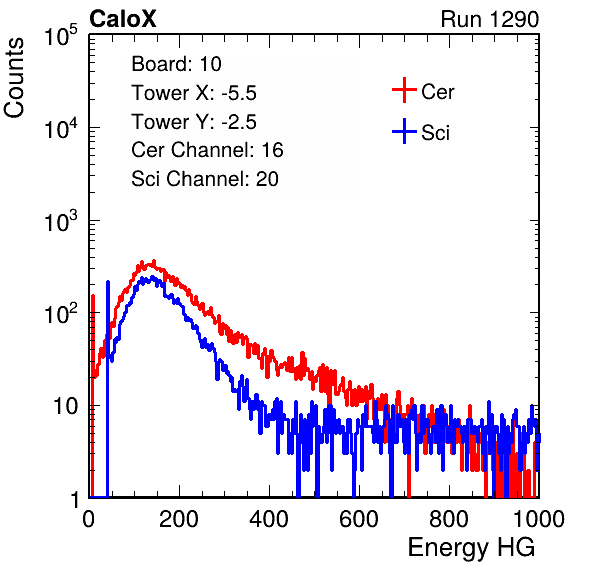 CaloX Run 1290
Counts
10^5
10^4
10^3
10^2
10
1
Board: 10
Tower X: -5.5
Tower Y: -2.5
Cer Channel: 16
Sci Channel: 20
Cer
Sci
0 200 400 600 800 1000
Energy HG